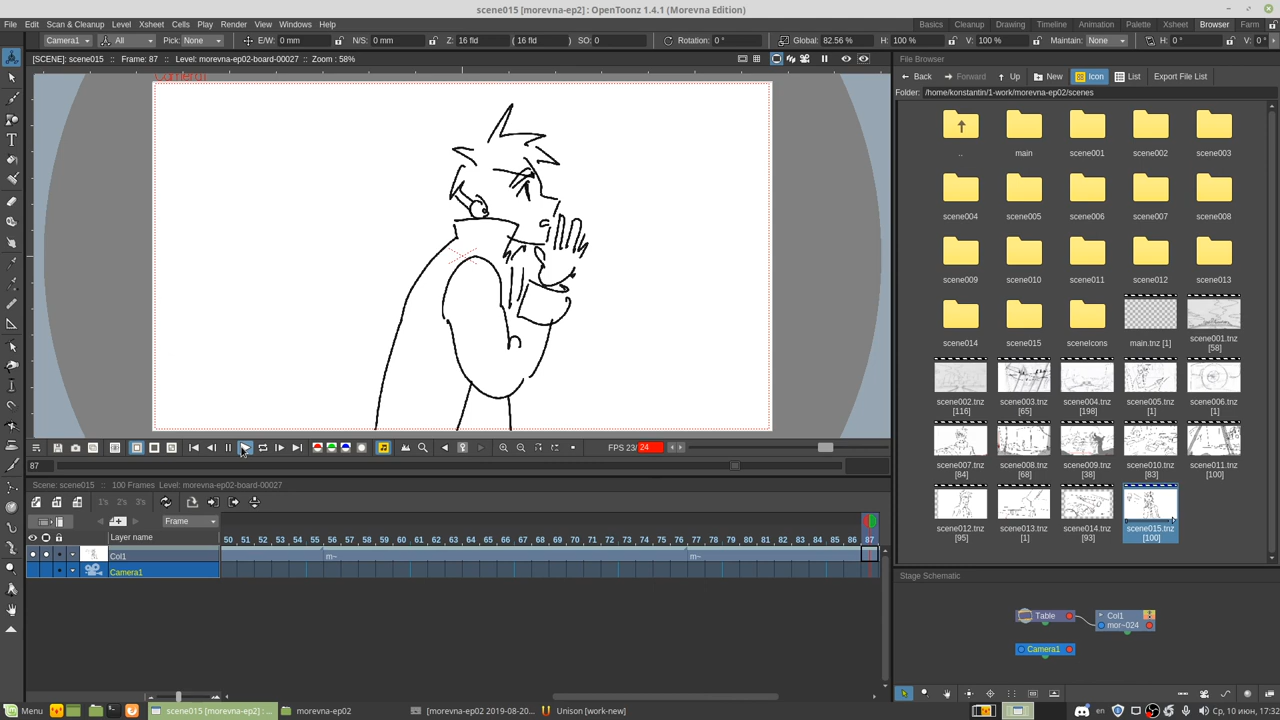 scene015 [morevna-ep2] : OpenToonz 1.4.1 (Morevna Edition)
File Edit Scan & Cleanup Level Xsheet Cells Play Render View Windows Help
Basics Cleanup Drawing Timeline Animation Palette Xsheet Browser Farm
Camera1 All Pick: None E/W: 0 mm N/S: 0 mm Z: 16 fld ( 16 fld ) SO: 0 Rotation: 0 ° Global: 82.56 % H: 100 % V: 100 % Maintain: None H: 0 ° V: 0 °
[SCENE]: scene015 :: Frame: 87 :: Level: morevna-ep02-board-00027 :: Zoom : 58%
File Browser
Back Forward Up New Icon List Export File List
Folder: /home/konstantin/1-work/morevna-ep02/scenes
.. main scene001 scene002 scene003
scene004 scene005 scene006 scene007 scene008
scene009 scene010 scene011 scene012 scene013
scene014 scene015 sceneIcons main.tnz [1] scene001.tnz [58]
scene002.tnz [116] scene003.tnz [65] scene004.tnz [198] scene005.tnz [1] scene006.tnz [1]
scene007.tnz [84] scene008.tnz [68] scene009.tnz [38] scene010.tnz [83] scene011.tnz [100]
scene012.tnz [95] scene013.tnz [1] scene014.tnz [93] scene015.tnz [100]
FPS 23/ 24
87
Scene: scene015 :: 100 Frames Level: morevna-ep02-board-00027
1's 2's 3's
Frame
Layer name
50 51 52 53 54 55 56 57 58 59 60 61 62 63 64 65 66 67 68 69 70 71 72 73 74 75 76 77 78 79 80 81 82 83 84 85 86 87
Col1 m~ m~
Camera1
Stage Schematic
Table Col1
mor~024
Camera1
Menu scene015 [morevna-ep2] : ... morevna-ep02 [morevna-ep02 2019-08-20... Unison [work-new] en Ср, 10 июн, 17:32